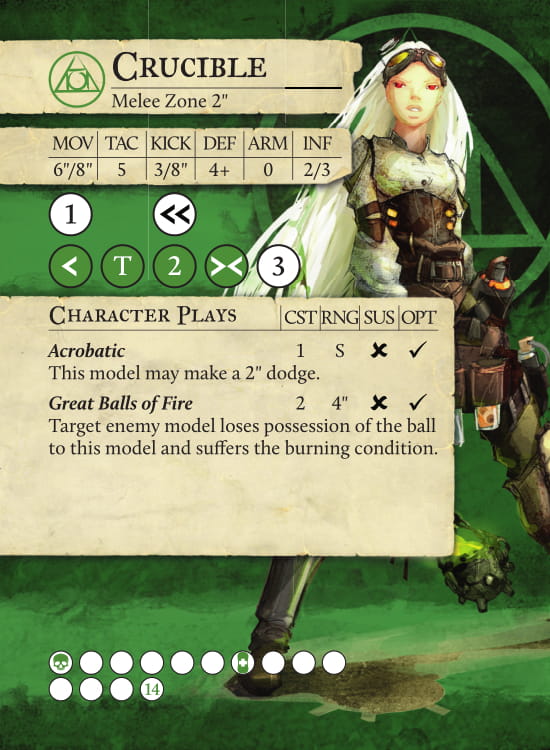 Crucible
Melee Zone 2"
MOV TAC KICK DEF ARM INF
6"/8" 5 3/8" 4+ 0 2/3
1 <<
< T 2 >< 3
Character Plays CST RNG SUS OPT
Acrobatic 1 S ✘ ✓
This model may make a 2" dodge.
Great Balls of Fire 2 4" ✘ ✓
Target enemy model loses possession of the ball
to this model and suffers the burning condition.
14